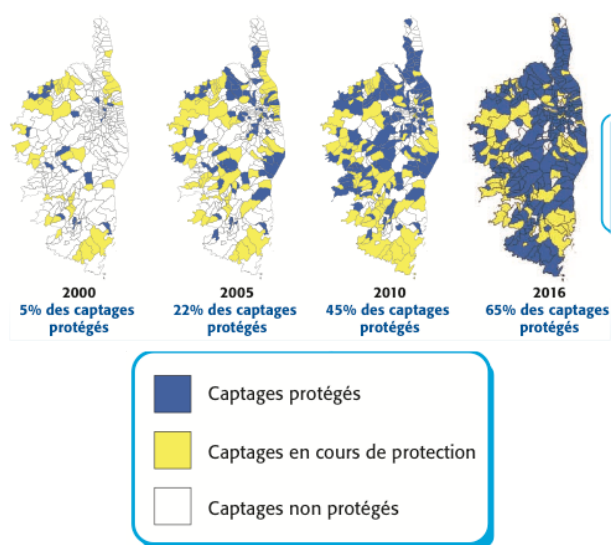 2000
5% des captages
protégés
2005
22% des captages
protégés
2010
45% des captages
protégés
2016
65% des captages
protégés
Captages protégés
Captages en cours de protection
Captages non protégés